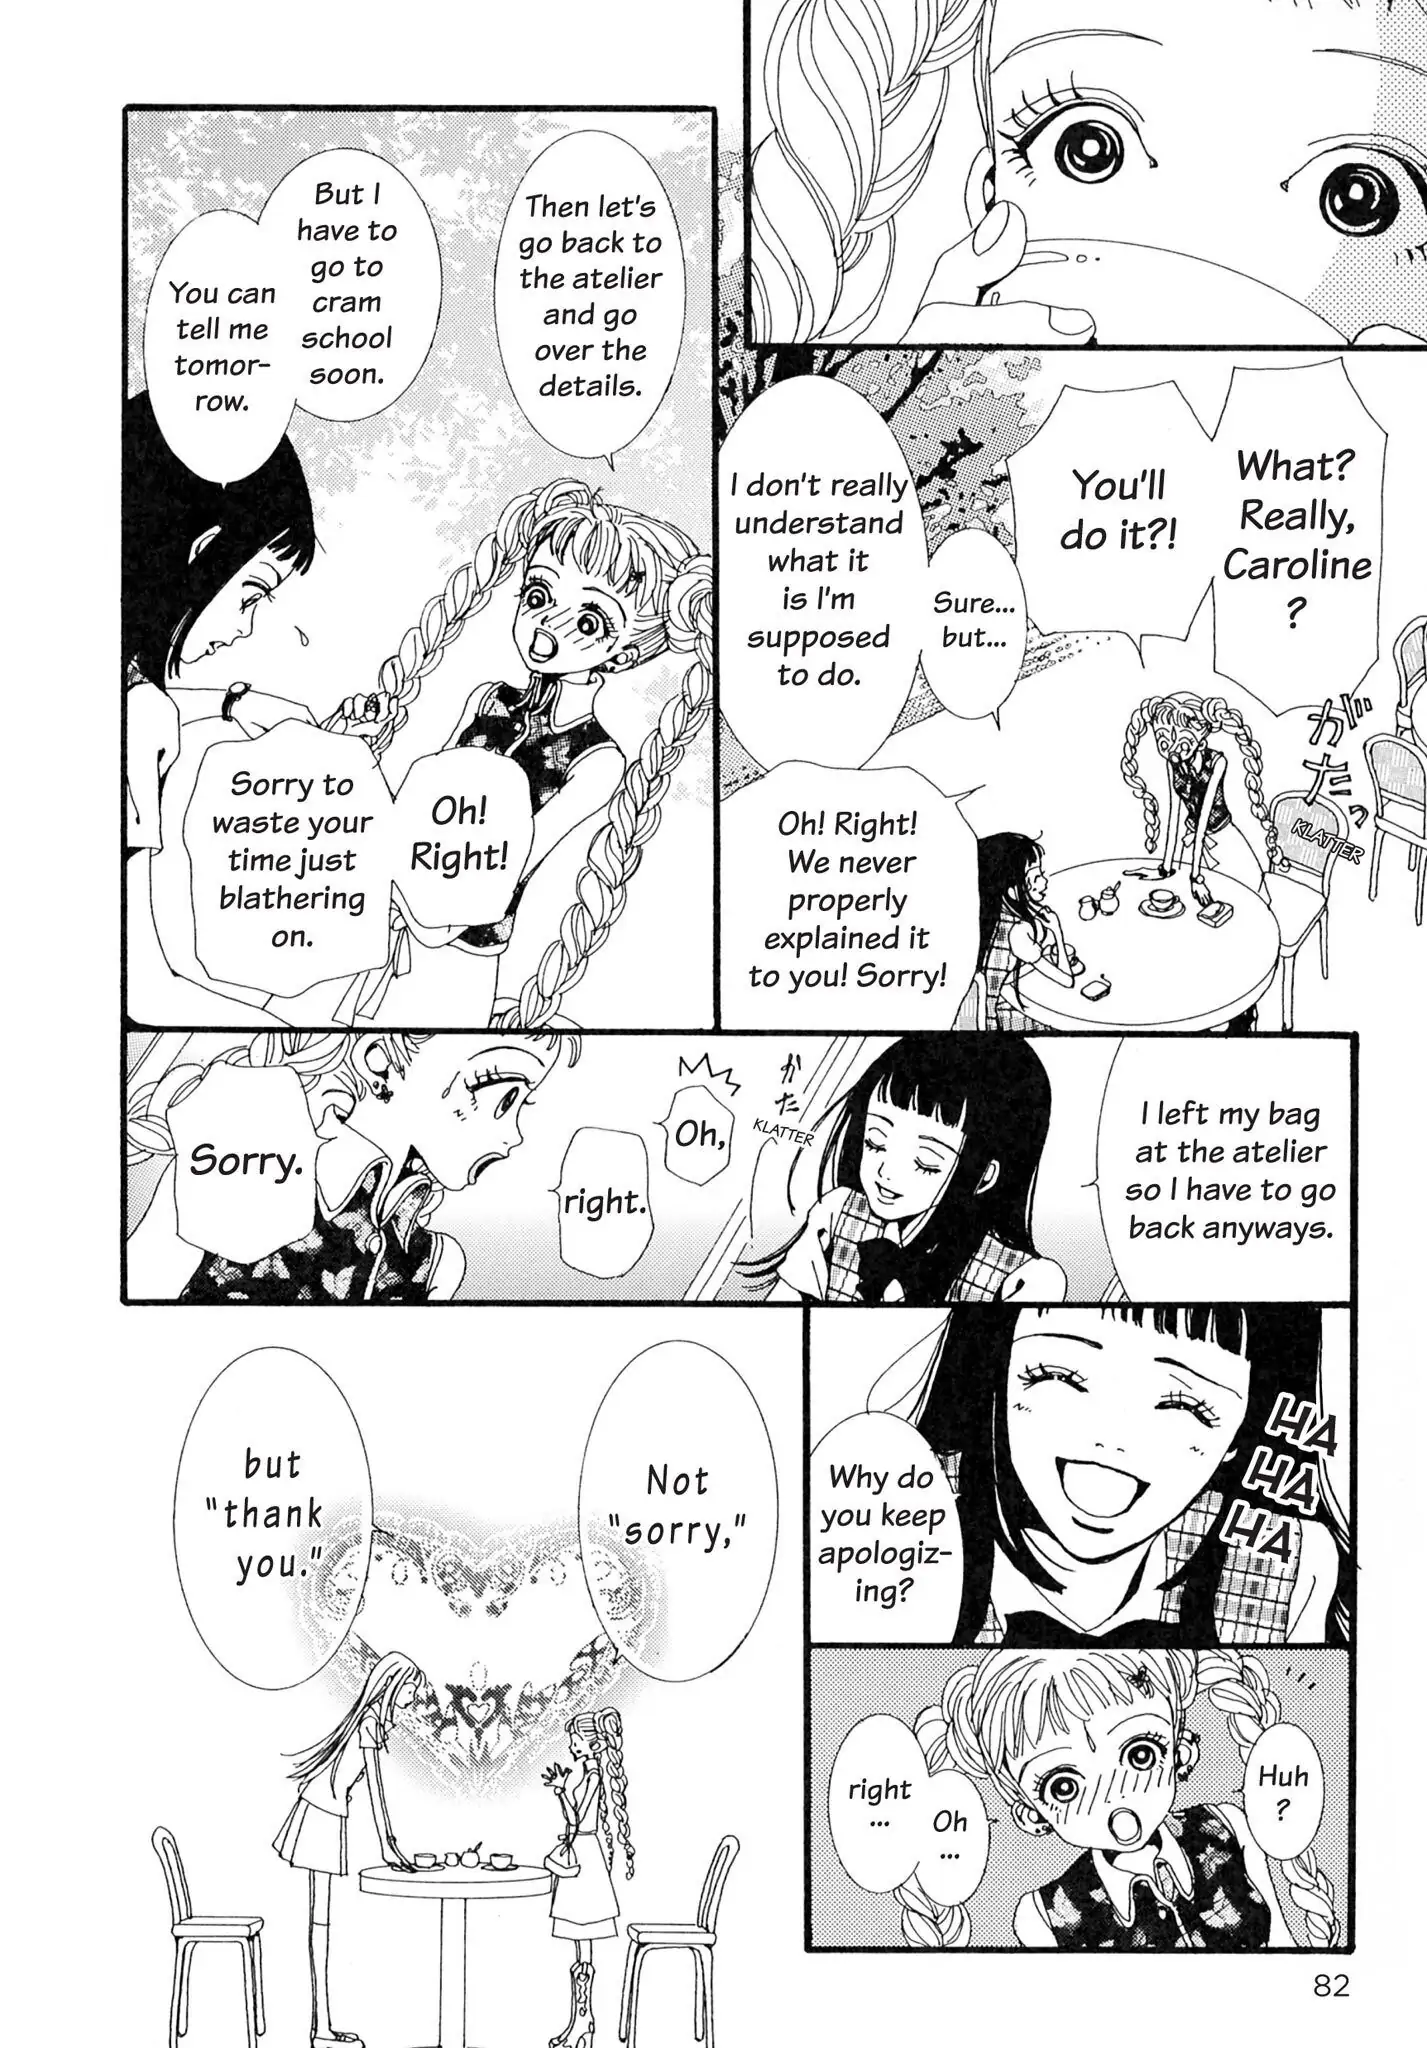 What?
Really,
Caroline
?
You'll
do it?!
ガタッ
KLATTER
Sure...
but...
I don't really
understand
what it
is I'm
supposed
to do.
Oh! Right!
We never
properly
explained it
to you! Sorry!
Then let's
go back to
the atelier
and go
over the
details.
But I
have to
go to
cram
school
soon.
You can
tell me
tomor-
row.
Oh!
Right!
Sorry to
waste your
time just
blathering
on.
I left my bag
at the atelier
so I have to go
back anyways.
かた
KLATTER
Oh,
right.
Sorry.
HA
HA
HA
Why do
you keep
apologiz-
ing?
Huh
?
Oh
...
right
...
Not
"sorry,"
but
"thank
you."
82